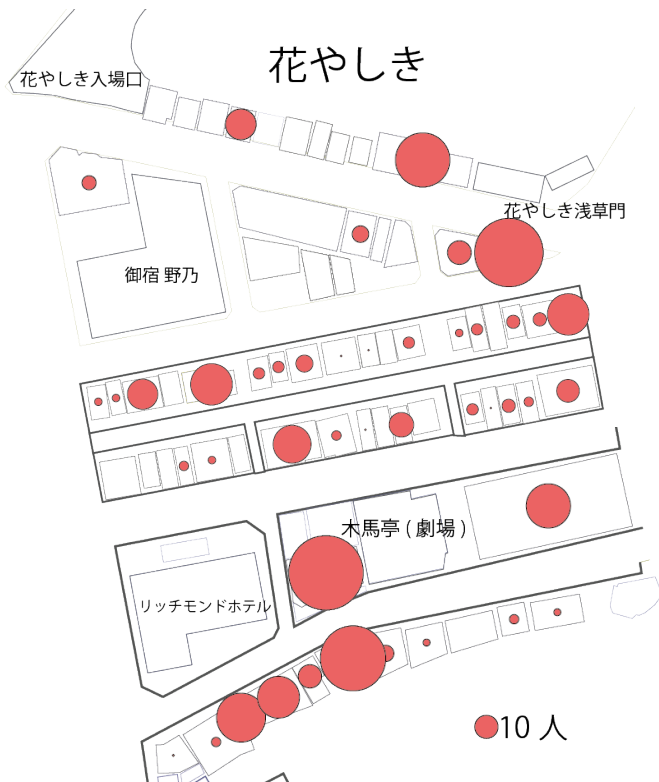 花やしき
花やしき入場口
花やしき浅草門
御宿 野乃
木馬亭 ( 劇場 )
リッチモンドホテル
10 人